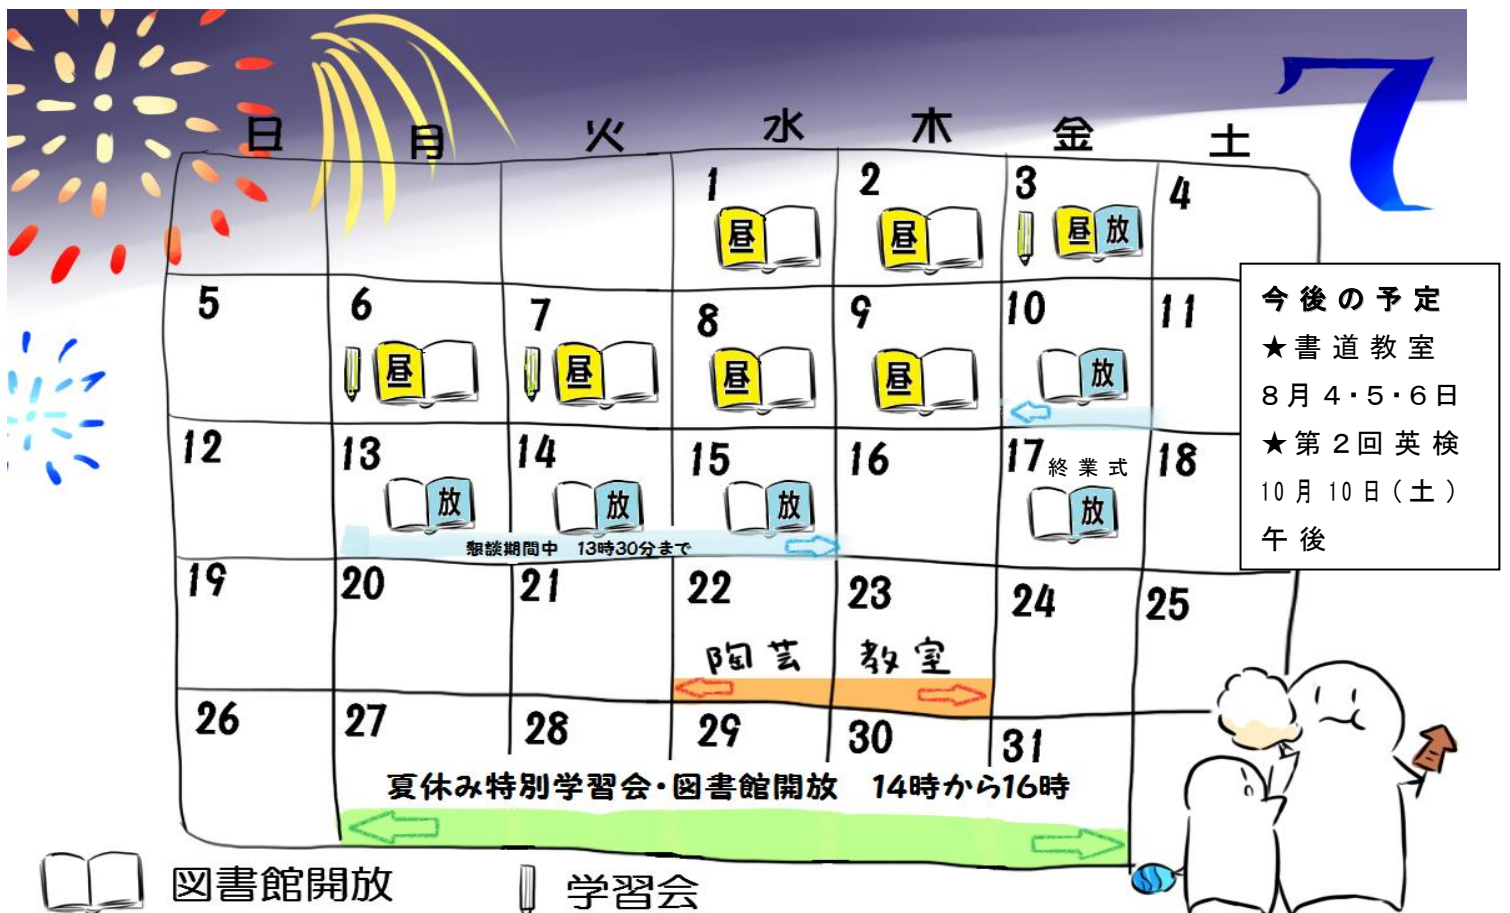 7
日 月 火 水 木 金 土
1 2 3 4
昼 昼 昼 放
5 6 7 8 9 10 11
昼 昼 昼 昼 放
12 13 14 15 16 17 終業式 18
放 放 放 放
懇談期間中 13時30分まで
19 20 21 22 23 24 25
陶芸 教室
26 27 28 29 30 31
夏休み特別学習会・図書館開放 14時から16時
図書館開放 学習会
今後の予定
★書道教室
8月4・5・6日
★第2回英検
10月10日(土)
午後